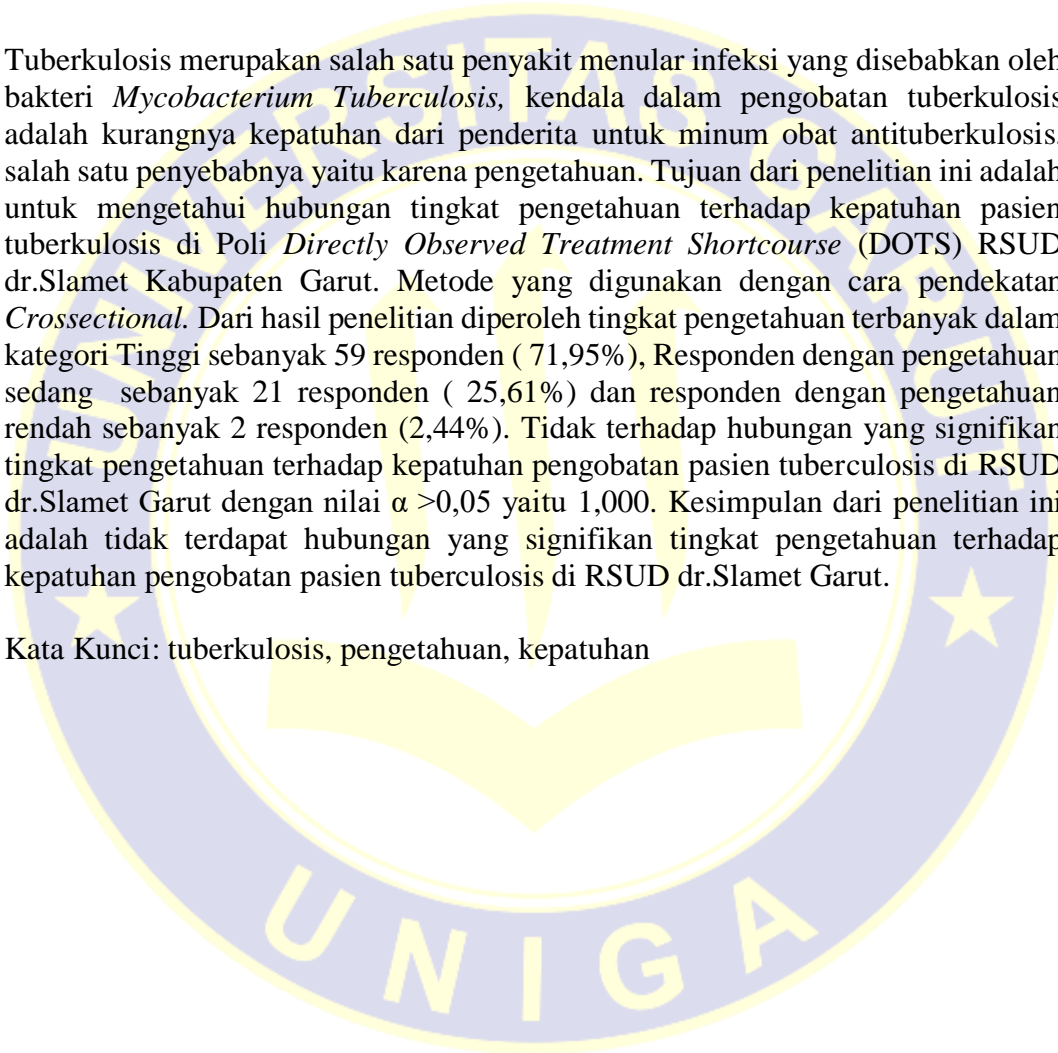 Tuberkulosis merupakan salah satu penyakit menular infeksi yang disebabkan oleh
bakteri Mycobacterium Tuberculosis, kendala dalam pengobatan tuberkulosis
adalah kurangnya kepatuhan dari penderita untuk minum obat antituberkulosis.
salah satu penyebabnya yaitu karena pengetahuan. Tujuan dari penelitian ini adalah
untuk mengetahui hubungan tingkat pengetahuan terhadap kepatuhan pasien
tuberkulosis di Poli Directly Observed Treatment Shortcourse (DOTS) RSUD
dr.Slamet Kabupaten Garut. Metode yang digunakan dengan cara pendekatan
Crossectional. Dari hasil penelitian diperoleh tingkat pengetahuan terbanyak dalam
kategori Tinggi sebanyak 59 responden ( 71,95%), Responden dengan pengetahuan
sedang sebanyak 21 responden ( 25,61%) dan responden dengan pengetahuan
rendah sebanyak 2 responden (2,44%). Tidak terhadap hubungan yang signifikan
tingkat pengetahuan terhadap kepatuhan pengobatan pasien tuberculosis di RSUD
dr.Slamet Garut dengan nilai α >0,05 yaitu 1,000. Kesimpulan dari penelitian ini
adalah tidak terdapat hubungan yang signifikan tingkat pengetahuan terhadap
kepatuhan pengobatan pasien tuberculosis di RSUD dr.Slamet Garut.
Kata Kunci: tuberkulosis, pengetahuan, kepatuhan
UNIVERSITAS GARUT
UNIGA